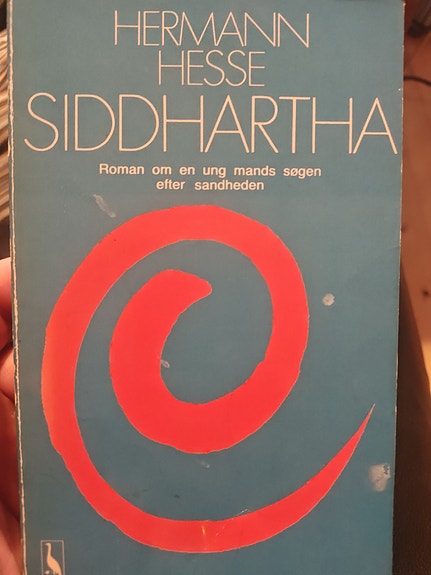 HERMANN
HESSE
SIDDHARTHA
Roman om en ung mands søgen
efter sandheden